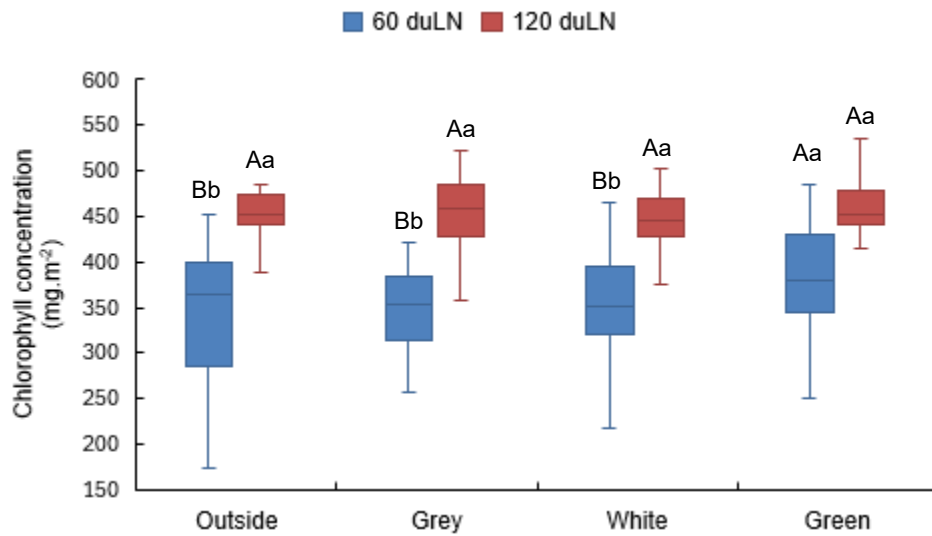 60 duLN 120 duLN
Chlorophyll concentration
(mg.m-2)
600
550
500
450
400
350
300
250
200
150
Bb Aa
Bb Aa
Bb Aa
Aa Aa
Outside Grey White Green